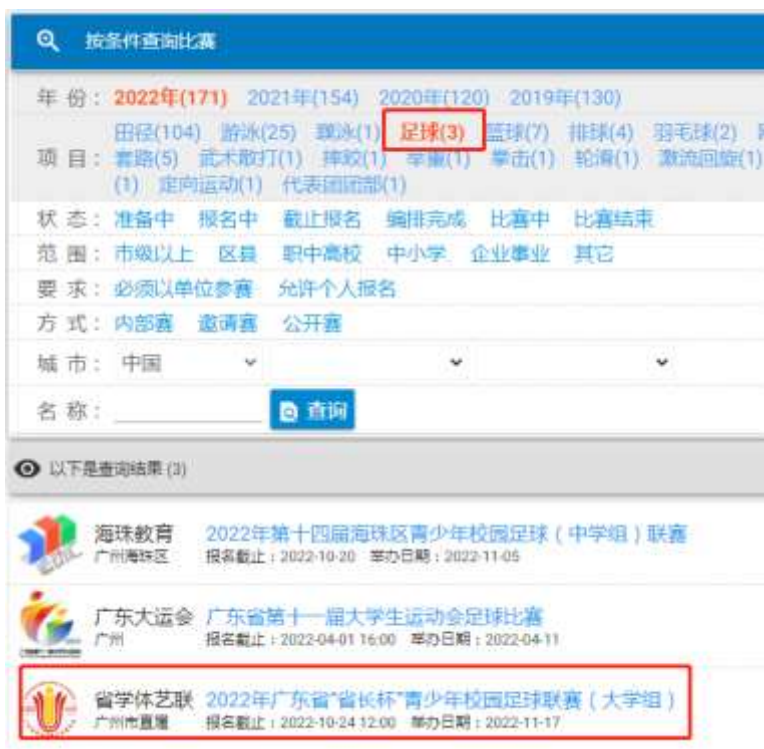 按条件查询比赛
年 份： 2022年(171) 2021年(154) 2020年(120) 2019年(130)
田径(104) 游泳(25) 蹼泳(1) 足球(3) 篮球(7) 排球(4) 羽毛球(2)
项 目： 套路(5) 武术散打(1) 摔跤(1) 举重(1) 拳击(1) 轮滑(1) 激流回旋(1)
(1) 定向运动(1) 代表团团部(1)
状 态： 准备中 报名中 截止报名 编排完成 比赛中 比赛结束
范 围： 市级以上 区县 职中高校 中小学 企业事业 其它
要 求： 必须以单位参赛 允许个人报名
方 式： 内部赛 邀请赛 公开赛
城 市： 中国
名 称： 查询
以下是查询结果 (3)
海珠教育 2022年第十四届海珠区青少年校园足球（中学组）联赛
广州海珠区 报名截止：2022-10-20 举办日期：2022-11-05
广东大运会 广东省第十一届大学生运动会足球比赛
广州 报名截止：2022-04-01 16:00 举办日期：2022-04-11
省学体艺联 2022年广东省“省长杯”青少年校园足球联赛（大学组）
广州市直属 报名截止：2022-10-24 12:00 举办日期：2022-11-17